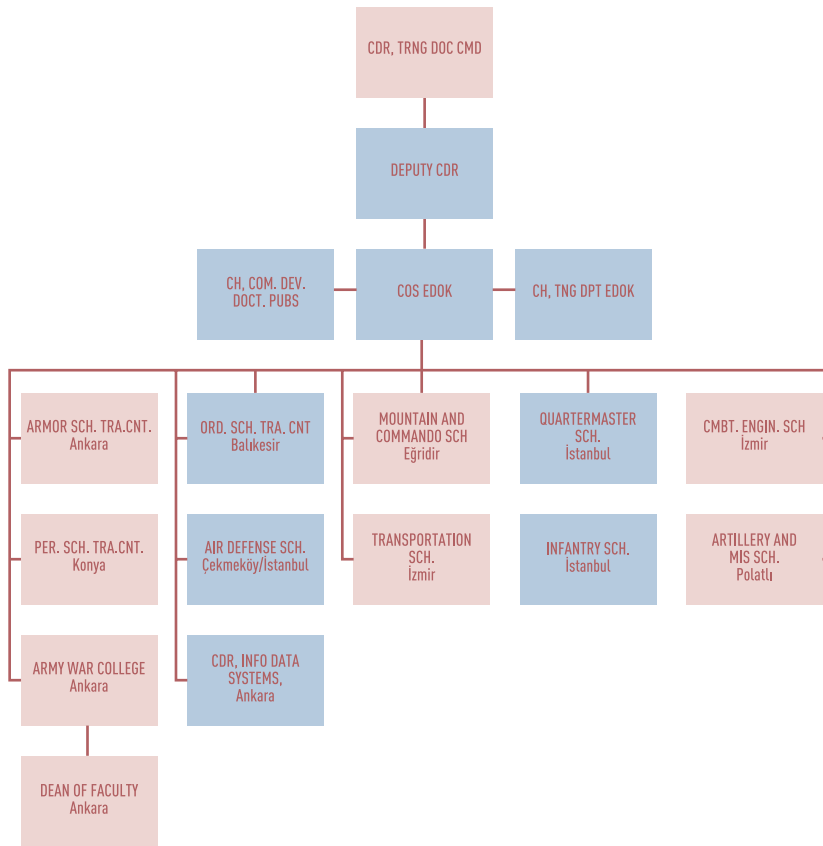 CDR, TRNG DOC CMD
DEPUTY CDR
CH, COM. DEV.
DOCT. PUBS
COS EDOK
CH, TNG DPT EDOK
ARMOR SCH. TRA.CNT.
Ankara
ORD. SCH. TRA. CNT
Balıkesir
MOUNTAIN AND
COMMANDO SCH
Eğridir
QUARTERMASTER
SCH.
İstanbul
CMBT. ENGIN. SCH
İzmir
PER. SCH. TRA.CNT.
Konya
AIR DEFENSE SCH.
Çekmeköy/İstanbul
TRANSPORTATION
SCH.
İzmir
INFANTRY SCH.
İstanbul
ARTILLERY AND
MIS SCH.
Polatlı
ARMY WAR COLLEGE
Ankara
CDR, INFO DATA
SYSTEMS,
Ankara
DEAN OF FACULTY
Ankara